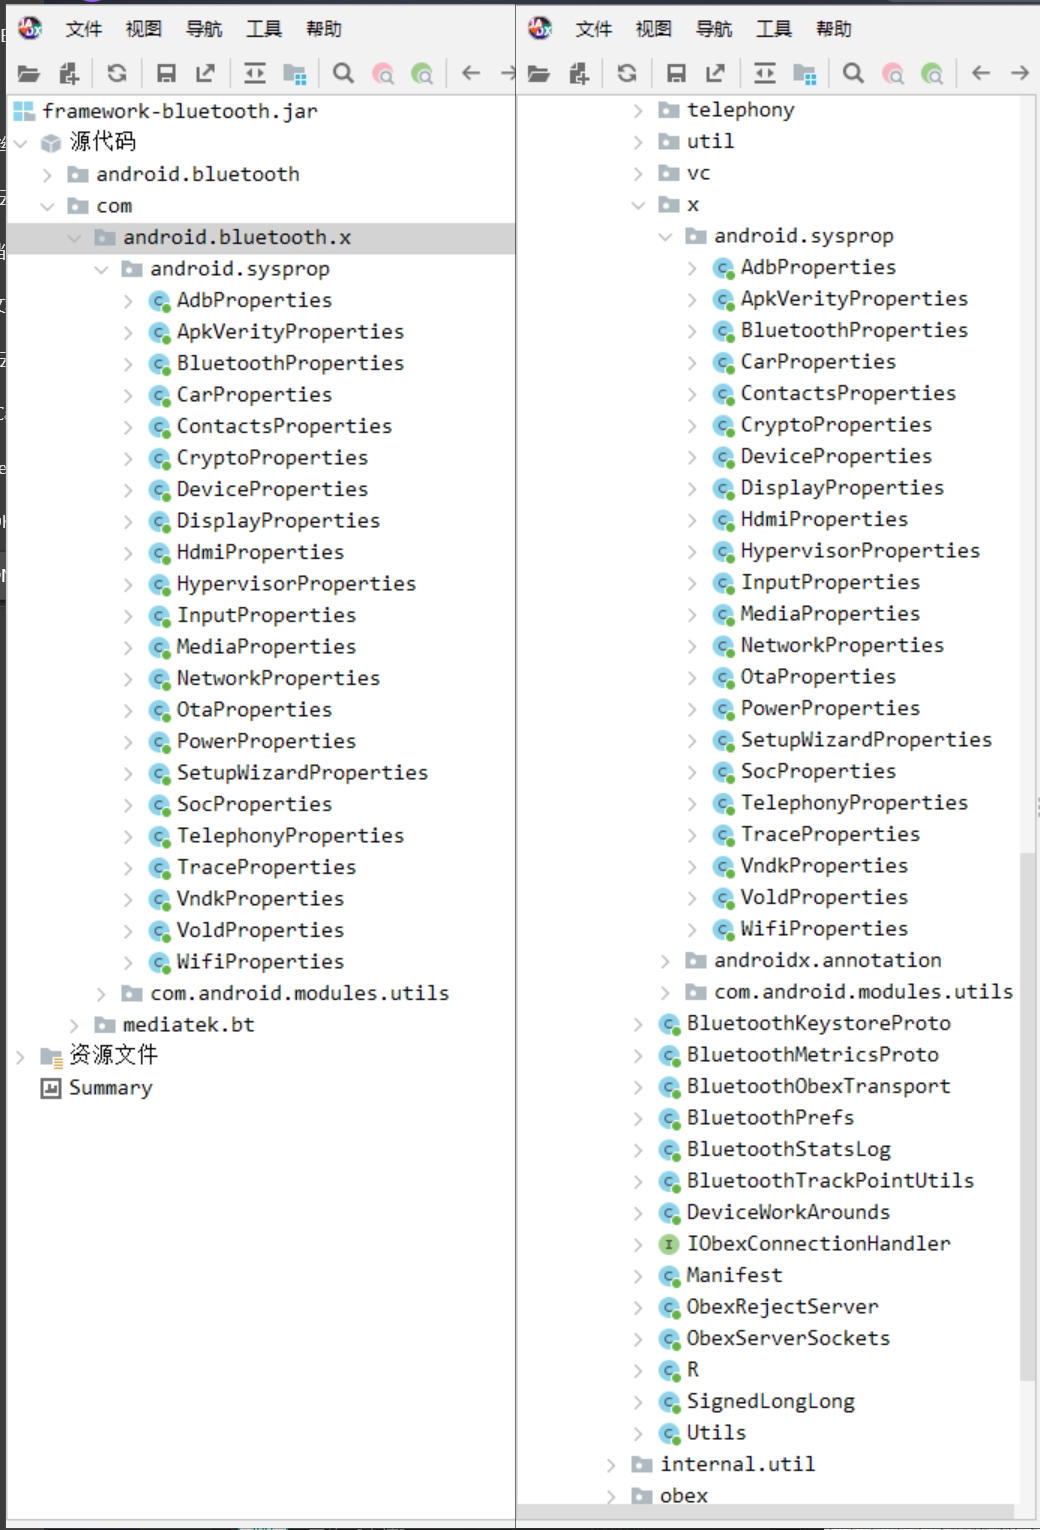 文件 视图 导航 工具 帮助
framework-bluetooth.jar
源代码
android.bluetooth
com
android.bluetooth.x
android.sysprop
AdbProperties
ApkVerityProperties
BluetoothProperties
CarProperties
ContactsProperties
CryptoProperties
DeviceProperties
DisplayProperties
HdmiProperties
HypervisorProperties
InputProperties
MediaProperties
NetworkProperties
OtaProperties
PowerProperties
SetupWizardProperties
SocProperties
TelephonyProperties
TraceProperties
VndkProperties
VoldProperties
WifiProperties
com.android.modules.utils
mediatek.bt
资源文件
Summary
文件 视图 导航 工具 帮助
telephony
util
vc
x
android.sysprop
AdbProperties
ApkVerityProperties
BluetoothProperties
CarProperties
ContactsProperties
CryptoProperties
DeviceProperties
DisplayProperties
HdmiProperties
HypervisorProperties
InputProperties
MediaProperties
NetworkProperties
OtaProperties
PowerProperties
SetupWizardProperties
SocProperties
TelephonyProperties
TraceProperties
VndkProperties
VoldProperties
WifiProperties
androidx.annotation
com.android.modules.utils
BluetoothKeystoreProto
BluetoothMetricsProto
BluetoothObexTransport
BluetoothPrefs
BluetoothStatsLog
BluetoothTrackPointUtils
DeviceWorkArounds
IObexConnectionHandler
Manifest
ObexRejectServer
ObexServerSockets
R
SignedLongLong
Utils
internal.util
obex